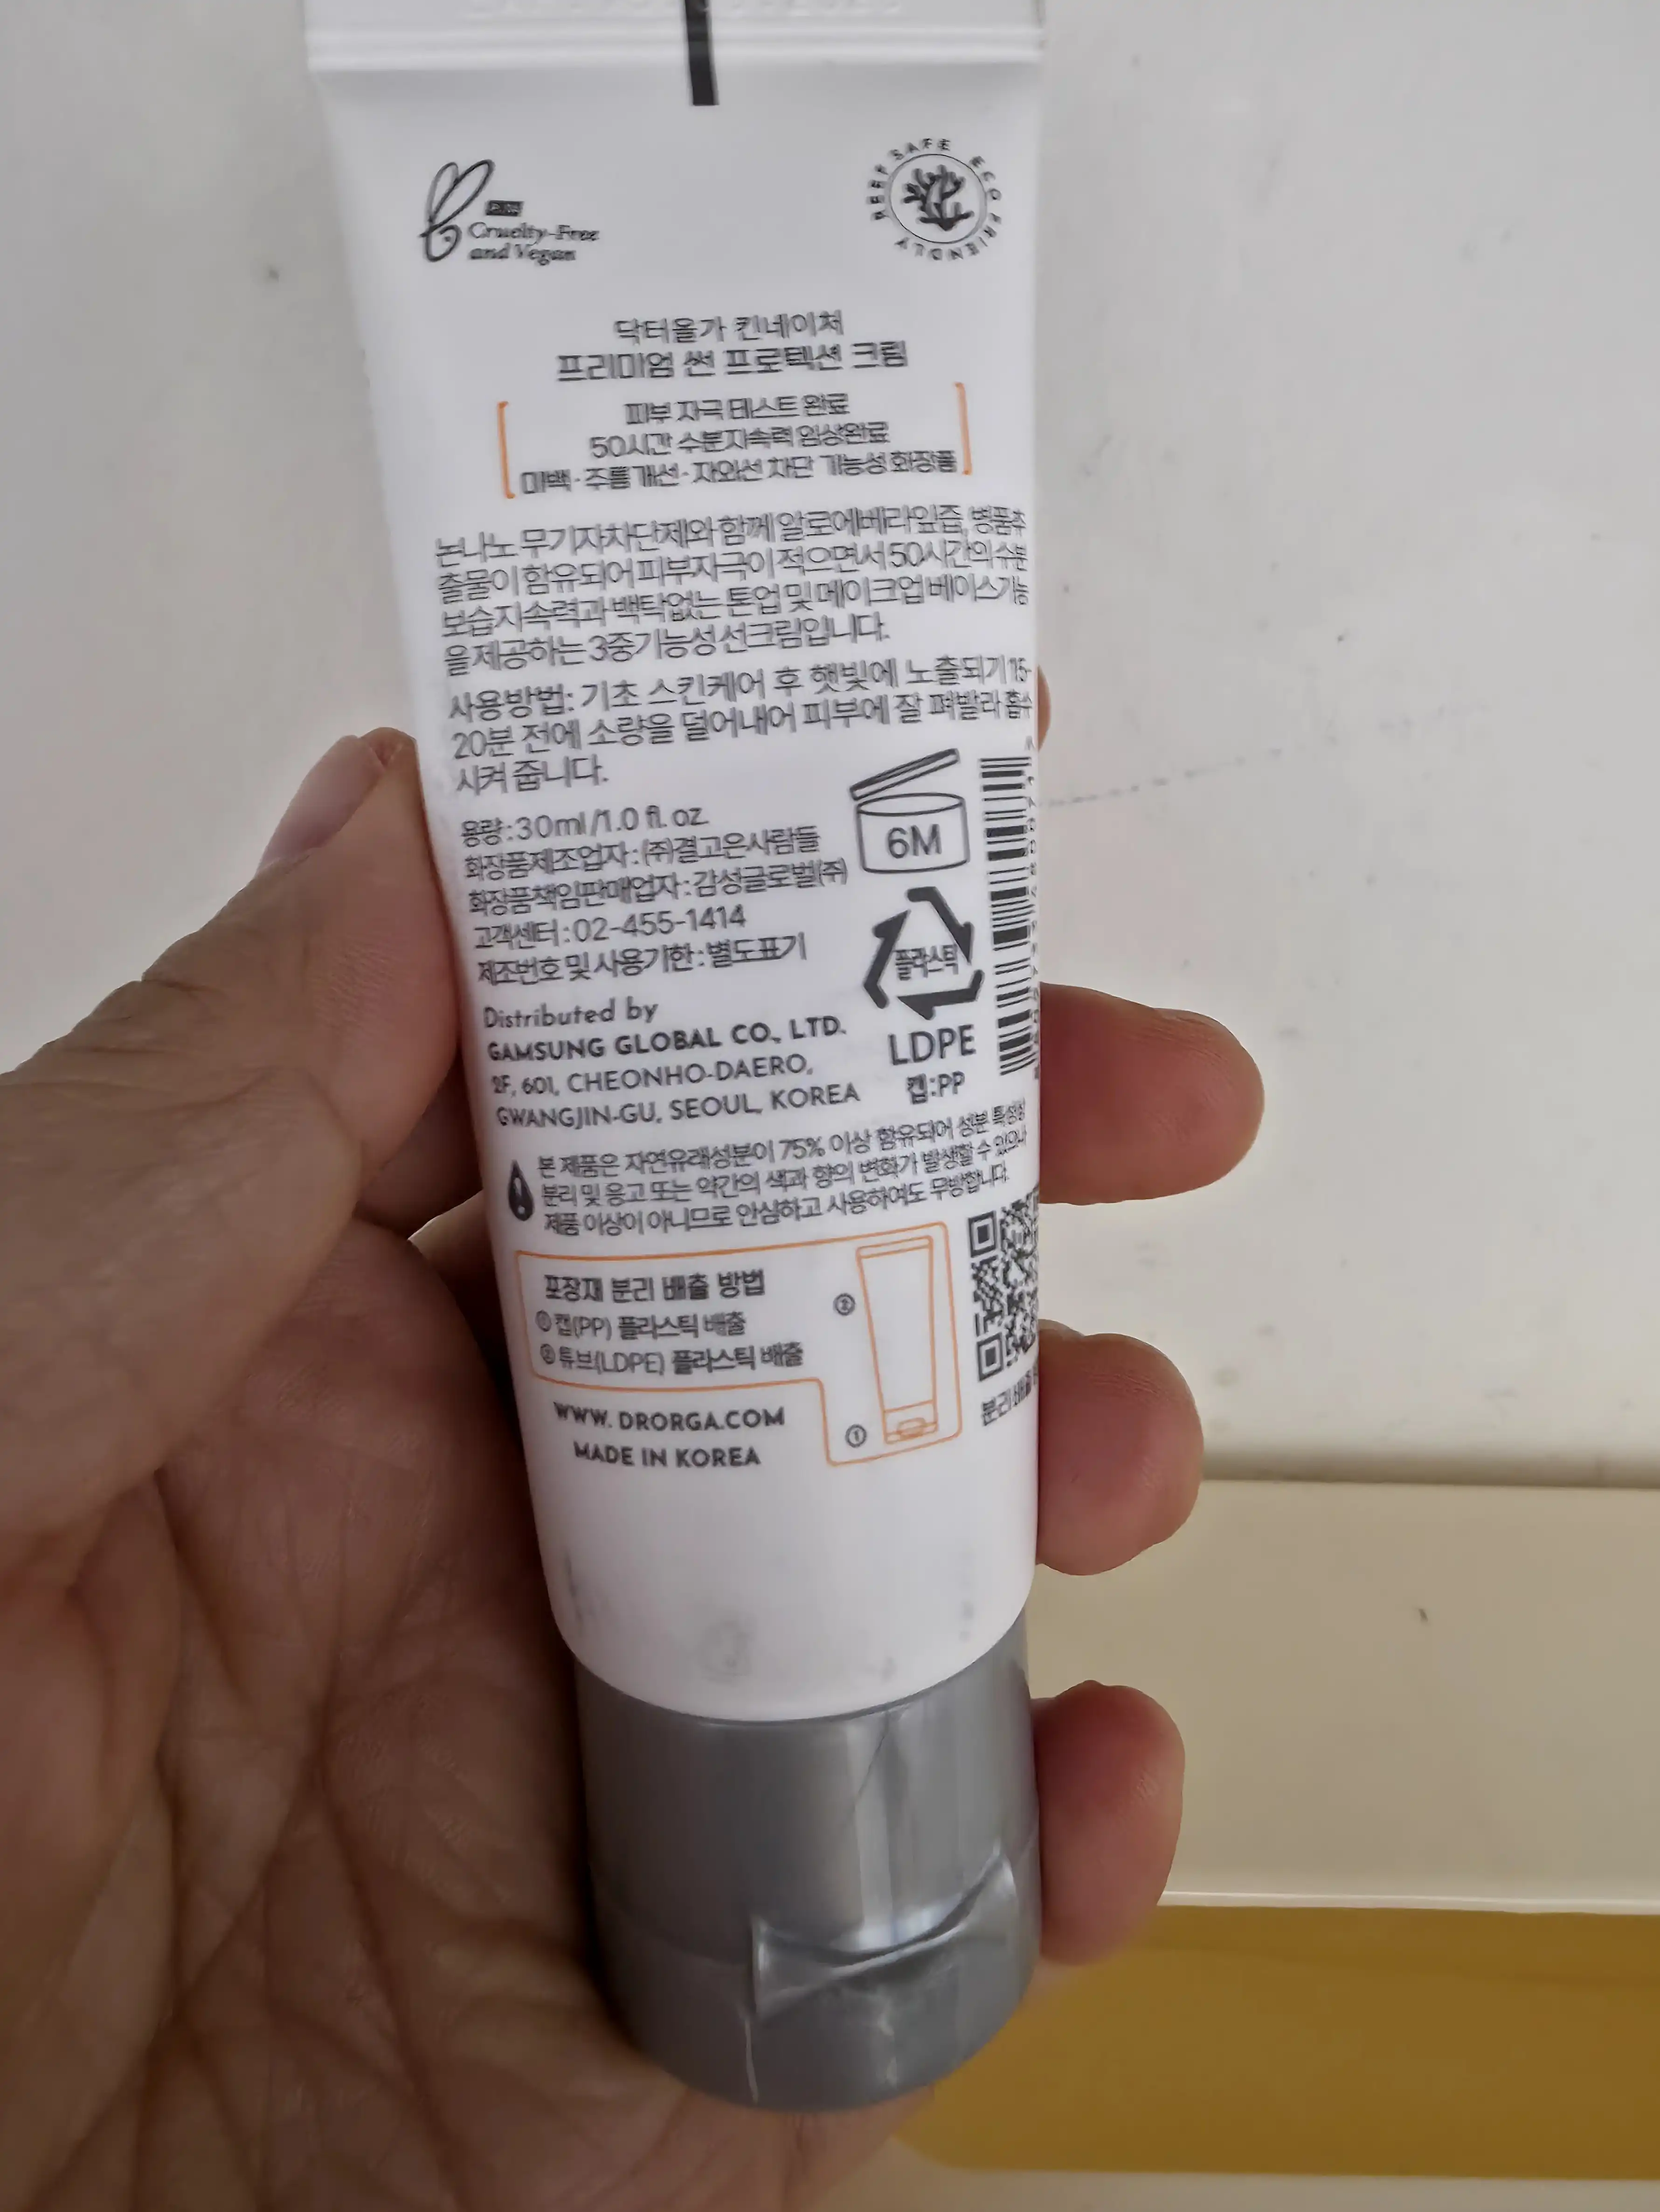 Cruelty-Free
and Vegan
REEF SAFE ECO FRIENDLY
닥터올가 킨네이처
프리미엄 썬 프로텍션 크림
피부 자극 테스트 완료
50시간 수분지속력 임상완료
미백·주름개선·자외선 차단 기능성 화장품
논나노 무기자차단제와 함께 알로에베라잎즙, 병풀추
출물이 함유되어 피부자극이 적으면서 50시간의 수분
보습지속력과 백탁없는 톤업 및 메이크업 베이스기능
을 제공하는 3중기능성 선크림입니다.
사용방법: 기초 스킨케어 후 햇빛에 노출되기 15-
20분 전에 소량을 덜어내어 피부에 잘 펴발라 흡수
시켜 줍니다.
용량:30ml/1.0 fl. oz.
화장품제조업자:(주)결고은사람들
화장품책임판매업자:감성글로벌(주)
고객센터:02-455-1414
제조번호 및 사용기한:별도표기
6M
플라스틱
LDPE
캡:PP
Distributed by
GAMSUNG GLOBAL CO., LTD.
2F, 601, CHEONHO-DAERO,
GWANGJIN-GU, SEOUL, KOREA
본 제품은 자연유래성분이 75% 이상 함유되어 성분 특성상
분리 및 응고 또는 약간의 색과 향의 변화가 발생할 수 있으나
제품 이상이 아니므로 안심하고 사용하여도 무방합니다.
포장재 분리 배출 방법
① 캡(PP) 플라스틱 배출
② 튜브(LDPE) 플라스틱 배출
②
①
분리 배출
WWW. DRORGA.COM
MADE IN KOREA